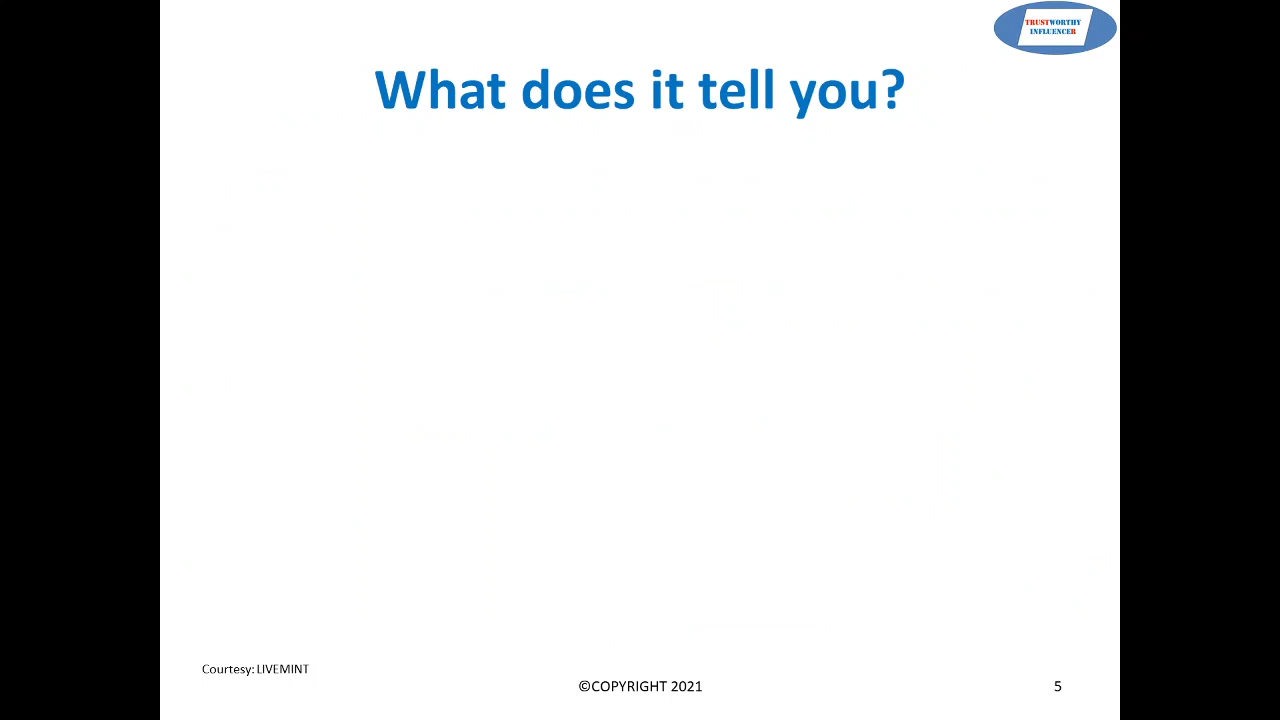 TRUSTWORTHY
INFLUENCER
What does it tell you?
Courtesy: LIVEMINT
©COPYRIGHT 2021
5